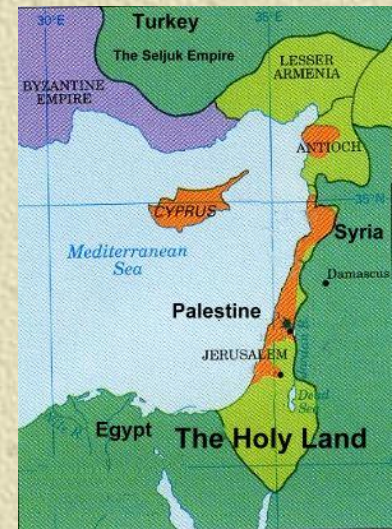 30°E
35°E
Turkey
The Seljuk Empire
LESSER
ARMENIA
BYZANTINE
EMPIRE
ANTIOCH
35°N
CYPRUS
Syria
Mediterranean
Sea
Damascus
Palestine
JERUSALEM
Dead
Sea
Egypt
The Holy Land